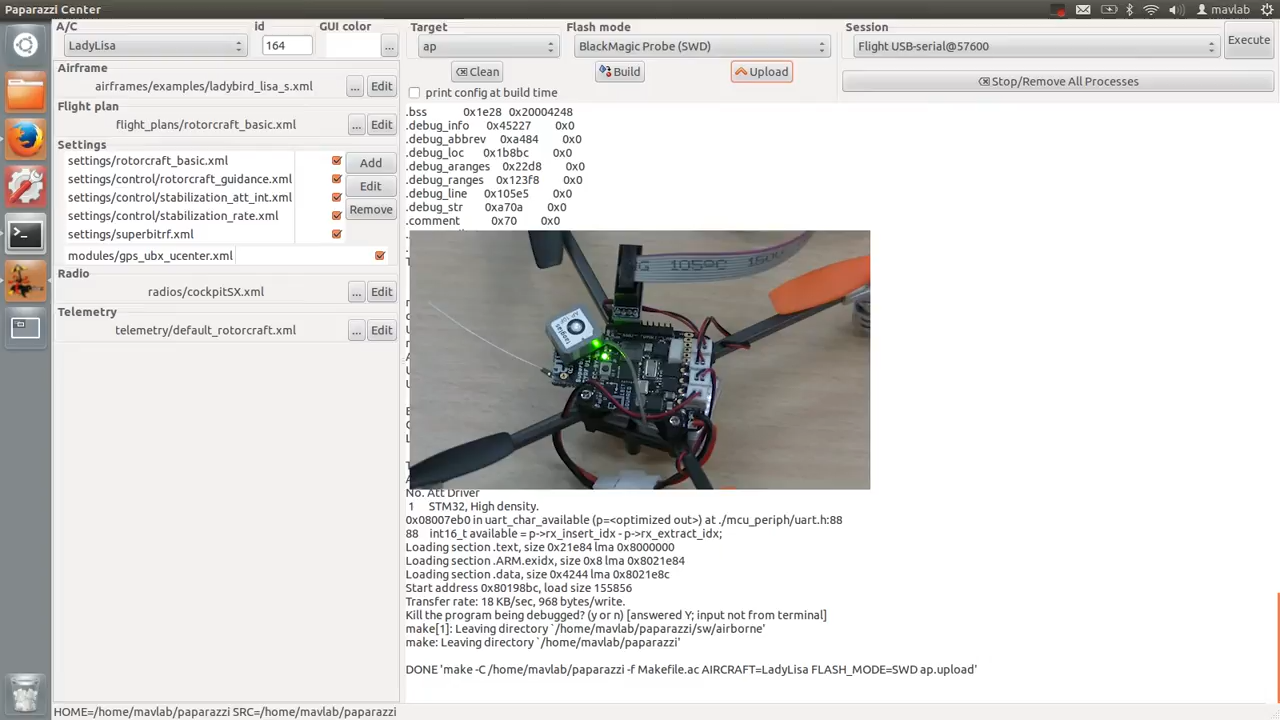 Paparazzi Center
mavlab
A/C
id
GUI color
Target
Flash mode
Session
LadyLisa
164
...
ap
BlackMagic Probe (SWD)
Flight USB-serial@57600
Execute
Clean
Build
Upload
Stop/Remove All Processes
print config at build time
Airframe
airframes/examples/ladybird_lisa_s.xml
...
Edit
Flight plan
flight_plans/rotorcraft_basic.xml
...
Edit
Settings
settings/rotorcraft_basic.xml
settings/control/rotorcraft_guidance.xml
settings/control/stabilization_att_int.xml
settings/control/stabilization_rate.xml
settings/superbitrf.xml
Add
Edit
Remove
modules/gps_ubx_ucenter.xml
Radio
radios/cockpitSX.xml
...
Edit
Telemetry
telemetry/default_rotorcraft.xml
...
Edit
.bss 0x1e28 0x20004248
.debug_info 0x45227 0x0
.debug_abbrev 0xa484 0x0
.debug_loc 0x1b8bc 0x0
.debug_aranges 0x22d8 0x0
.debug_ranges 0x123f8 0x0
.debug_line 0x105e5 0x0
.debug_str 0xa70a 0x0
.comment 0x70 0x0
105°C
No. Att Driver
1 STM32, High density.
0x08007eb0 in uart_char_available (p=<optimized out>) at ./mcu_periph/uart.h:88
88 int16_t available = p->rx_insert_idx - p->rx_extract_idx;
Loading section .text, size 0x21e84 lma 0x8000000
Loading section .ARM.exidx, size 0x8 lma 0x8021e84
Loading section .data, size 0x4244 lma 0x8021e8c
Start address 0x80198bc, load size 155856
Transfer rate: 18 KB/sec, 968 bytes/write.
Kill the program being debugged? (y or n) [answered Y; input not from terminal]
make[1]: Leaving directory `/home/mavlab/paparazzi/sw/airborne'
make: Leaving directory `/home/mavlab/paparazzi'
DONE 'make -C /home/mavlab/paparazzi -f Makefile.ac AIRCRAFT=LadyLisa FLASH_MODE=SWD ap.upload'
HOME=/home/mavlab/paparazzi SRC=/home/mavlab/paparazzi